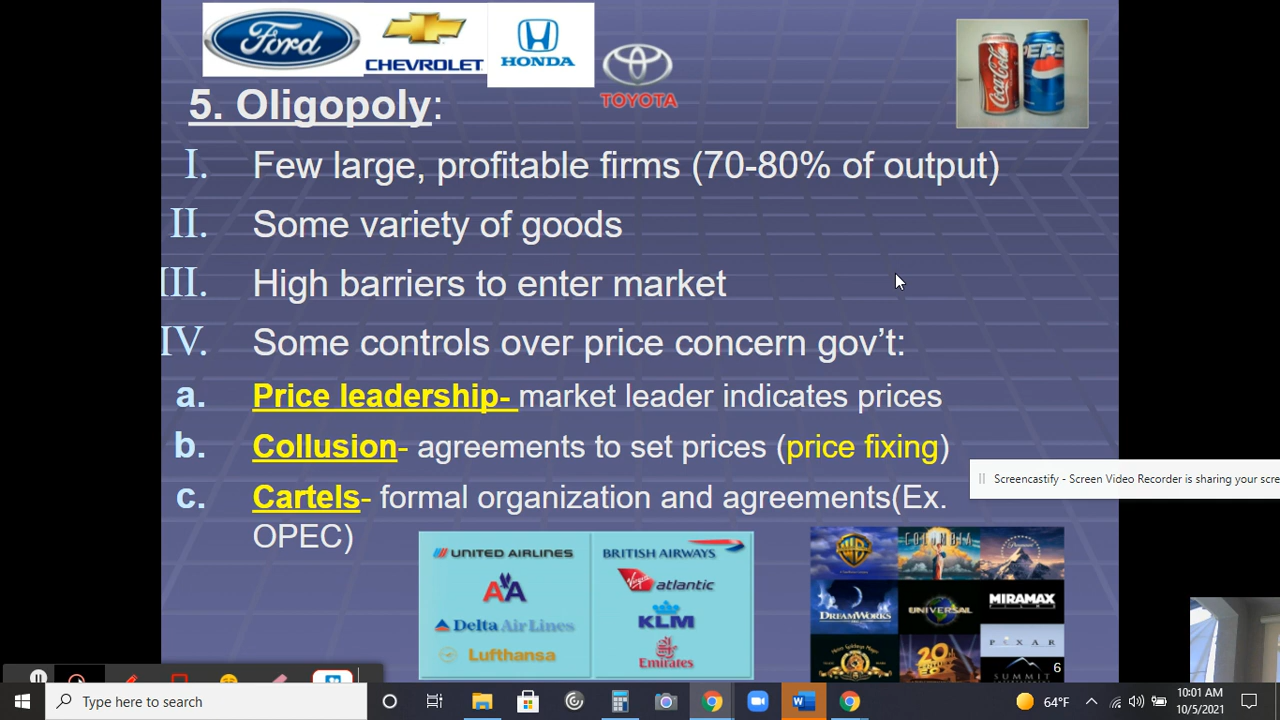 Ford
CHEVROLET
HONDA
TOYOTA
Coca-Cola
PEPSI
5. Oligopoly:
I. Few large, profitable firms (70-80% of output)
II. Some variety of goods
III. High barriers to enter market
IV. Some controls over price concern gov't:
a. Price leadership- market leader indicates prices
b. Collusion- agreements to set prices (price fixing)
Screencastify - Screen Video Recorder is sharing your scre
c. Cartels- formal organization and agreements(Ex.
OPEC)
UNITED AIRLINES
AA
Delta Air Lines
Lufthansa
BRITISH AIRWAYS
Virgin atlantic
KLM
Emirates
WB
COLUMBIA
Paramount
DREAMWORKS
UNIVERSAL
MIRAMAX
PIXAR
20
SUMMIT
6
Type here to search
64°F
10:01 AM
10/5/2021